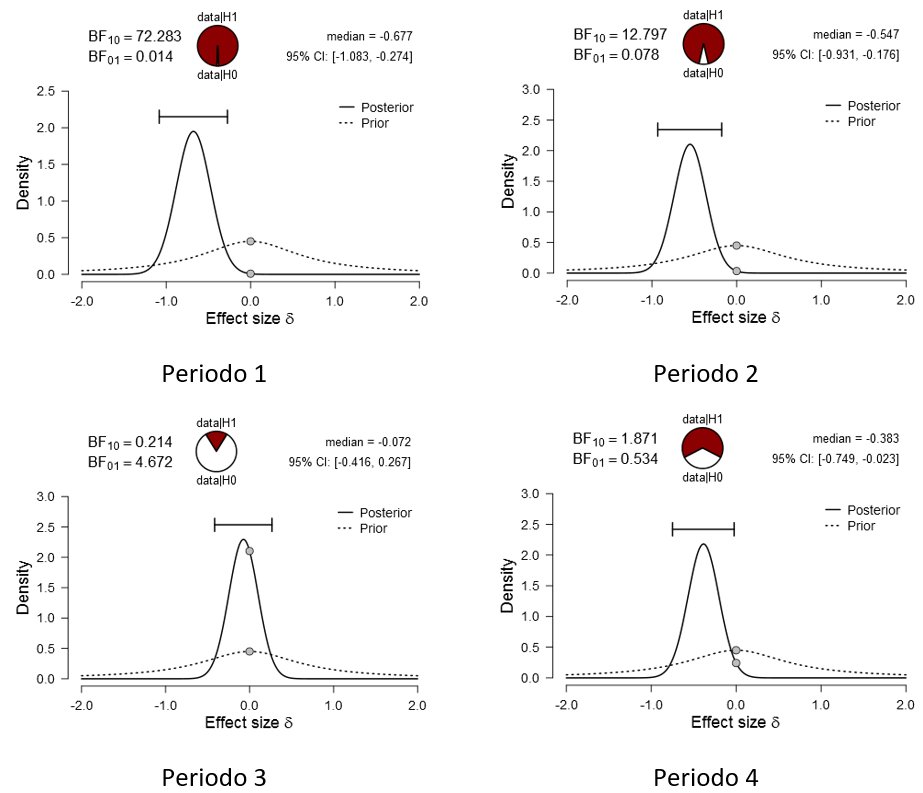 data|H1
BF10 = 72.283
BF01 = 0.014
median = -0.677
95% CI: [-1.083, -0.274]
data|H0
2.5
2.0
1.5
1.0
0.5
0.0
Density
Posterior
Prior
-2.0 -1.0 0.0 1.0 2.0
Effect size δ
Periodo 1
data|H1
BF10 = 12.797
BF01 = 0.078
median = -0.547
95% CI: [-0.931, -0.176]
data|H0
3.0
2.5
2.0
1.5
1.0
0.5
0.0
Density
Posterior
Prior
-2.0 -1.0 0.0 1.0 2.0
Effect size δ
Periodo 2
data|H1
BF10 = 0.214
BF01 = 4.672
median = -0.072
95% CI: [-0.416, 0.267]
data|H0
3.0
2.5
2.0
1.5
1.0
0.5
0.0
Density
Posterior
Prior
-2.0 -1.0 0.0 1.0 2.0
Effect size δ
Periodo 3
data|H1
BF10 = 1.871
BF01 = 0.534
median = -0.383
95% CI: [-0.749, -0.023]
data|H0
3.0
2.5
2.0
1.5
1.0
0.5
0.0
Density
Posterior
Prior
-2.0 -1.0 0.0 1.0 2.0
Effect size δ
Periodo 4